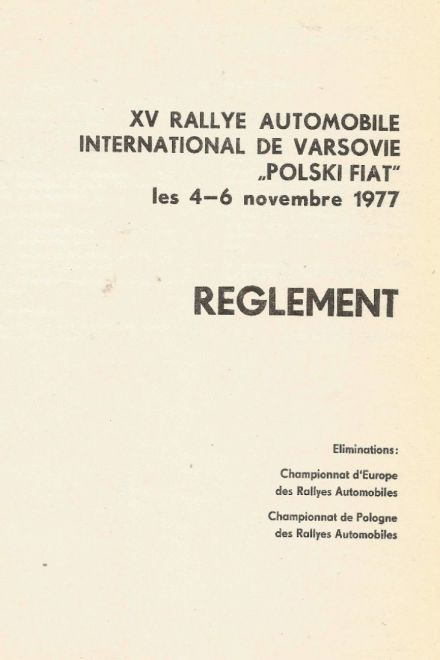 XV RALLYE AUTOMOBILE
INTERNATIONAL DE VARSOVIE
„POLSKI FIAT”
les 4–6 novembre 1977
REGLEMENT
Eliminations:
Championnat d'Europe
des Rallyes Automobiles
Championnat de Pologne
des Rallyes Automobiles